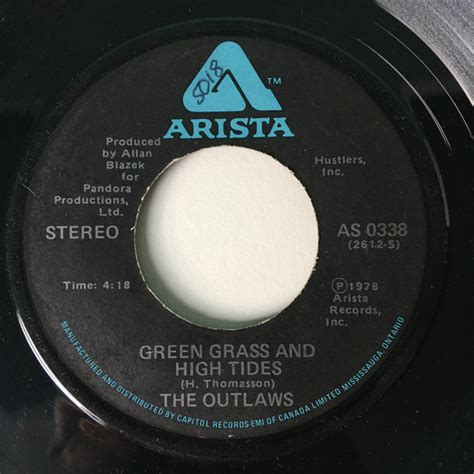 5018
TM
ARISTA
Produced
by Allan
Blazek
for
Pandora
Productions,
Ltd.
Hustlers,
Inc.
STEREO
AS 0338
(2612-S)
Time: 4:18
Ⓟ1978
Arista
Records,
Inc.
GREEN GRASS AND
HIGH TIDES
(H. Thomasson)
THE OUTLAWS
MANUFACTURED AND DISTRIBUTED BY CAPITOL RECORDS-EMI OF CANADA LIMITED MISSISSAUGA, ONTARIO